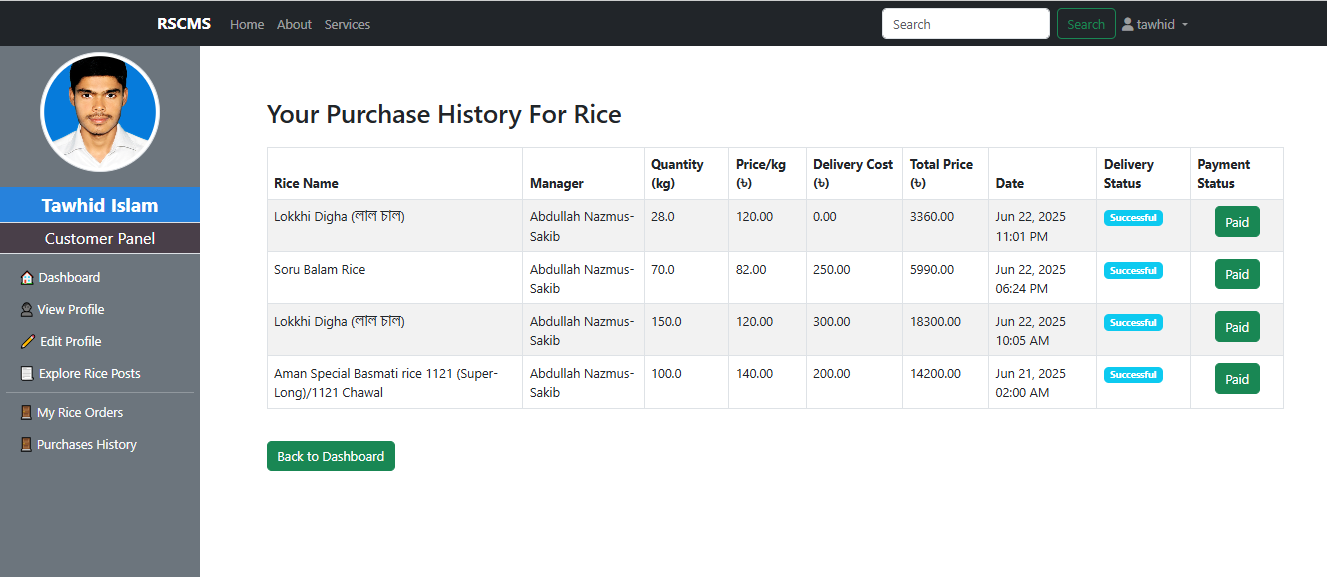 RSCMS Home About Services Search Search tawhid
Tawhid Islam
Customer Panel
Dashboard
View Profile
Edit Profile
Explore Rice Posts
My Rice Orders
Purchases History
Your Purchase History For Rice
Rice Name Manager Quantity (kg) Price/kg (৳) Delivery Cost (৳) Total Price (৳) Date Delivery Status Payment Status
Lokkhi Digha (লাল চাল) Abdullah Nazmus-Sakib 28.0 120.00 0.00 3360.00 Jun 22, 2025 11:01 PM Successful Paid
Soru Balam Rice Abdullah Nazmus-Sakib 70.0 82.00 250.00 5990.00 Jun 22, 2025 06:24 PM Successful Paid
Lokkhi Digha (লাল চাল) Abdullah Nazmus-Sakib 150.0 120.00 300.00 18300.00 Jun 22, 2025 10:05 AM Successful Paid
Aman Special Basmati rice 1121 (Super-Long)/1121 Chawal Abdullah Nazmus-Sakib 100.0 140.00 200.00 14200.00 Jun 21, 2025 02:00 AM Successful Paid
Back to Dashboard